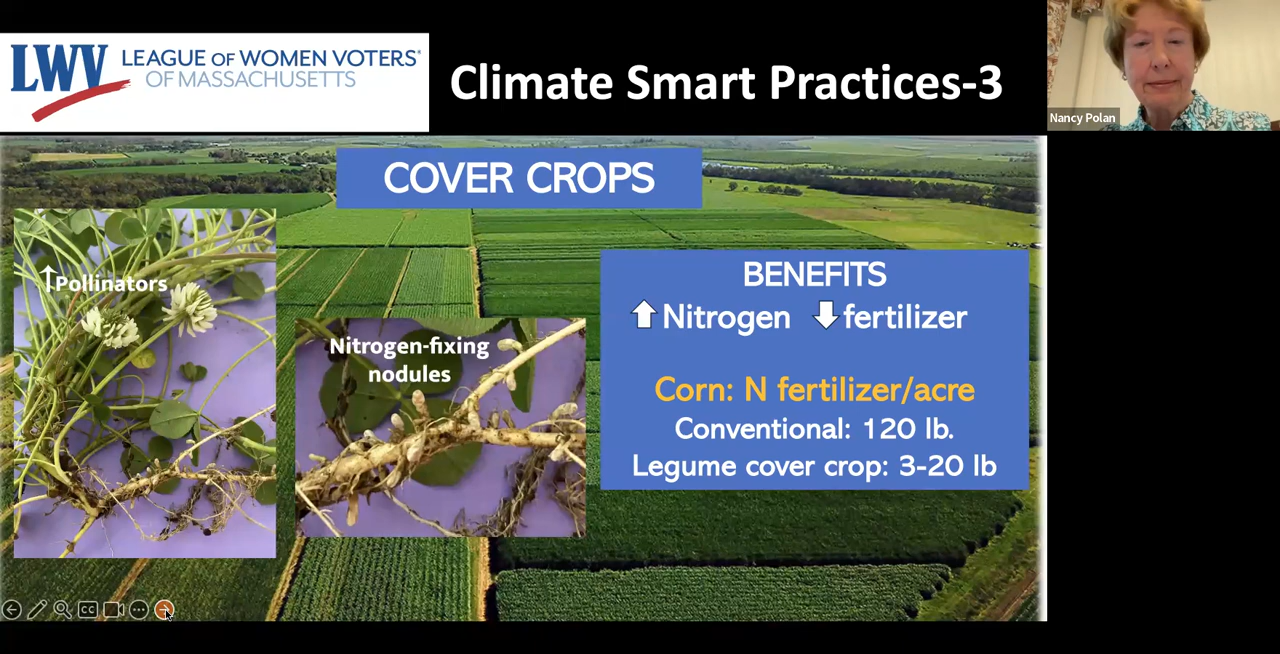 LWV
LEAGUE OF WOMEN VOTERS®
OF MASSACHUSETTS
Climate Smart Practices-3
Nancy Polan
COVER CROPS
↑Pollinators
Nitrogen-fixing
nodules
BENEFITS
⬆Nitrogen ⬇fertilizer
Corn: N fertilizer/acre
Conventional: 120 lb.
Legume cover crop: 3-20 lb
CC